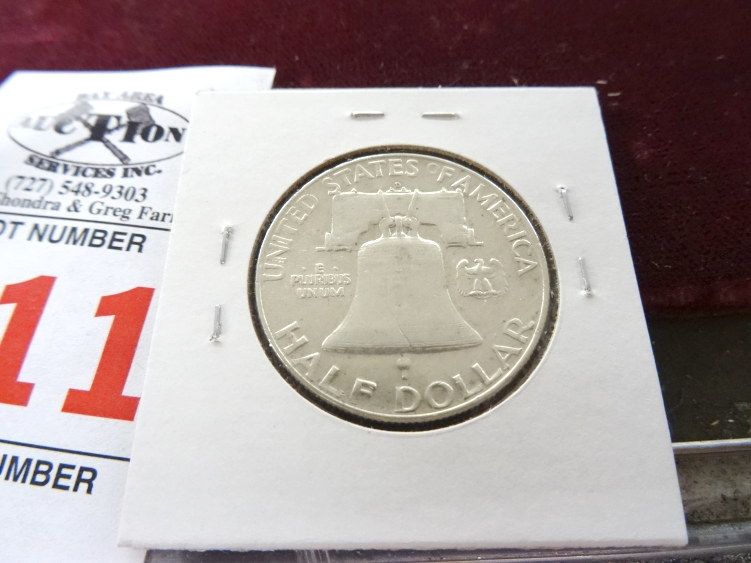 BAY AREA
AUCTION
SERVICES INC.
(727) 548-9303
Shondra & Greg Far
OT NUMBER
11
UMBER
UNITED STATES OF AMERICA
D
E
PLURIBUS
UNUM
HALF DOLLAR